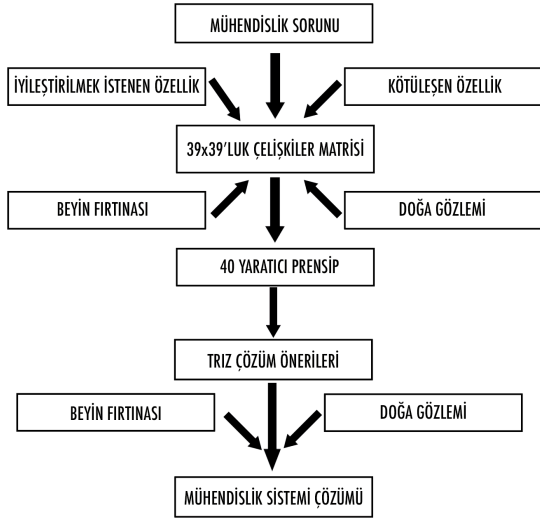 MÜHENDİSLİK SORUNU
İYİLEŞTİRİLMEK İSTENEN ÖZELLİK
KÖTÜLEŞEN ÖZELLİK
39x39'LUK ÇELİŞKİLER MATRİSİ
BEYİN FIRTINASI
DOĞA GÖZLEMİ
40 YARATICI PRENSİP
TRIZ ÇÖZÜM ÖNERİLERİ
BEYİN FIRTINASI
DOĞA GÖZLEMİ
MÜHENDİSLİK SİSTEMİ ÇÖZÜMÜ